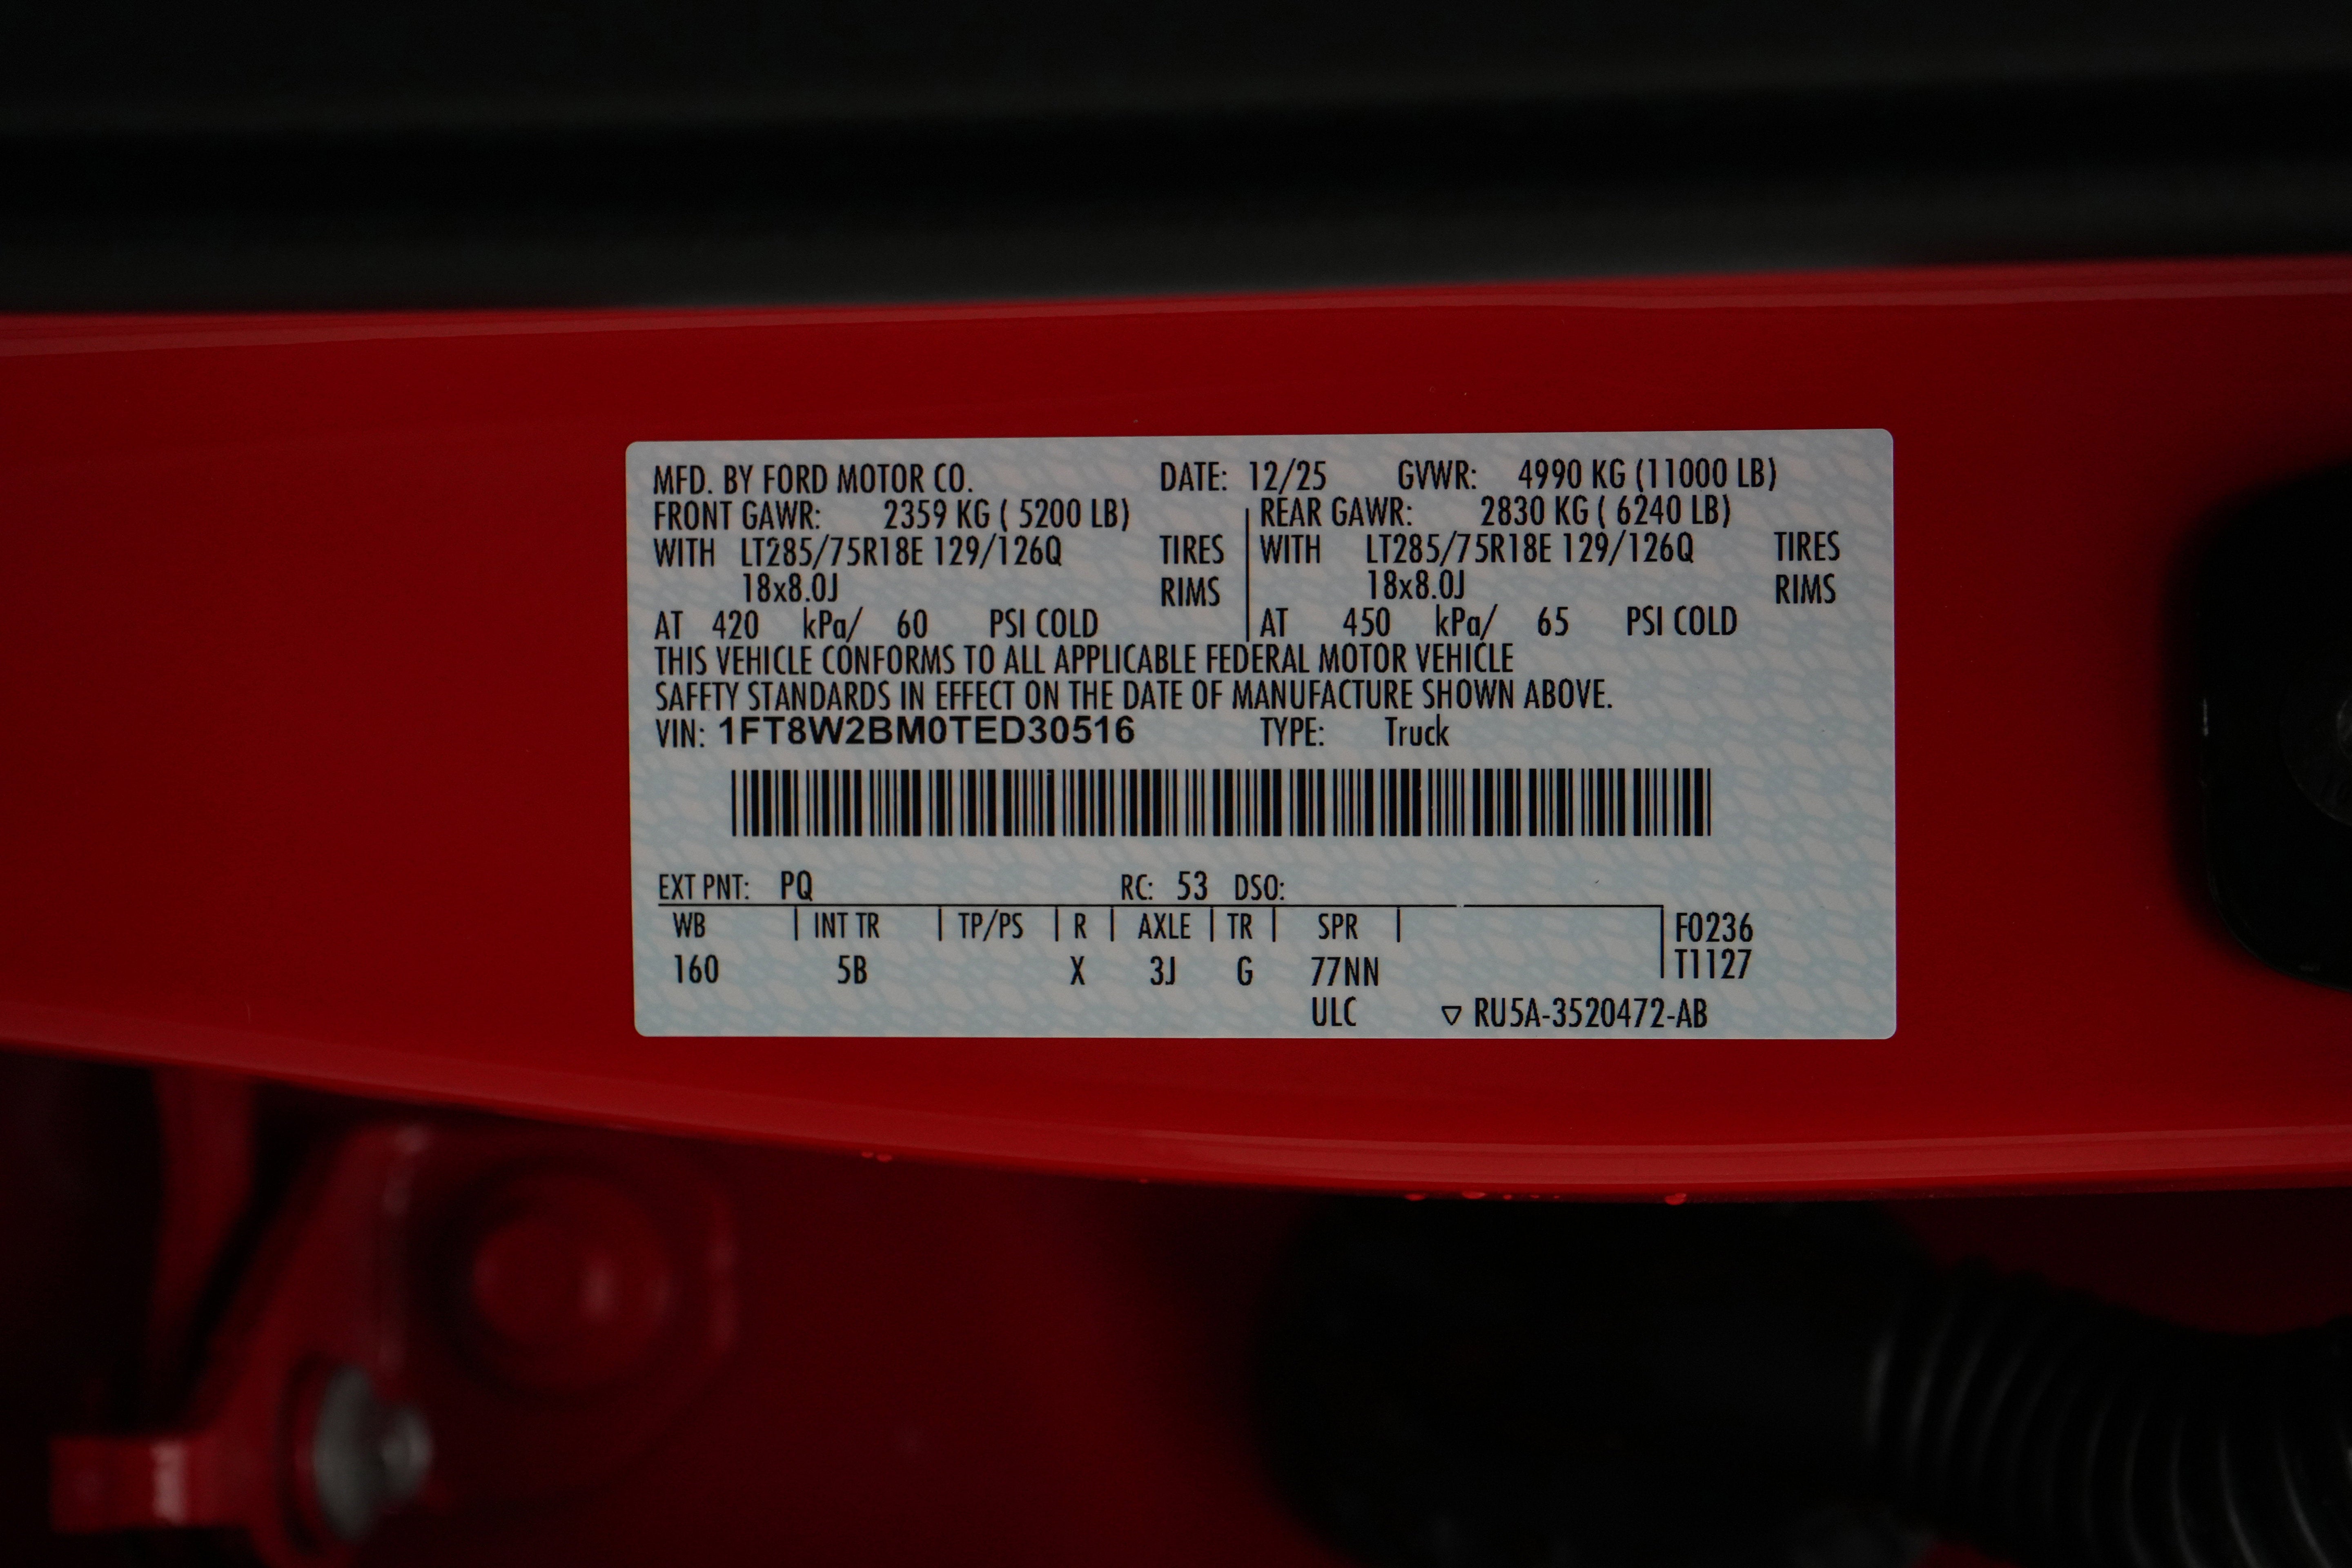 MFD. BY FORD MOTOR CO. DATE: 12/25 GVWR: 4990 KG (11000 LB)
FRONT GAWR: 2359 KG ( 5200 LB) REAR GAWR: 2830 KG ( 6240 LB)
WITH LT285/75R18E 129/126Q TIRES WITH LT285/75R18E 129/126Q TIRES
18x8.0J RIMS 18x8.0J RIMS
AT 420 kPa/ 60 PSI COLD AT 450 kPa/ 65 PSI COLD
THIS VEHICLE CONFORMS TO ALL APPLICABLE FEDERAL MOTOR VEHICLE
SAFFTY STANDARDS IN EFFECT ON THE DATE OF MANUFACTURE SHOWN ABOVE.
VIN: 1FT8W2BM0TED30516 TYPE: Truck
EXT PNT: PQ RC: 53 DSO:
WB INT TR TP/PS R AXLE TR SPR F0236
160 5B X 3J G 77NN T1127
ULC ▽ RU5A-3520472-AB